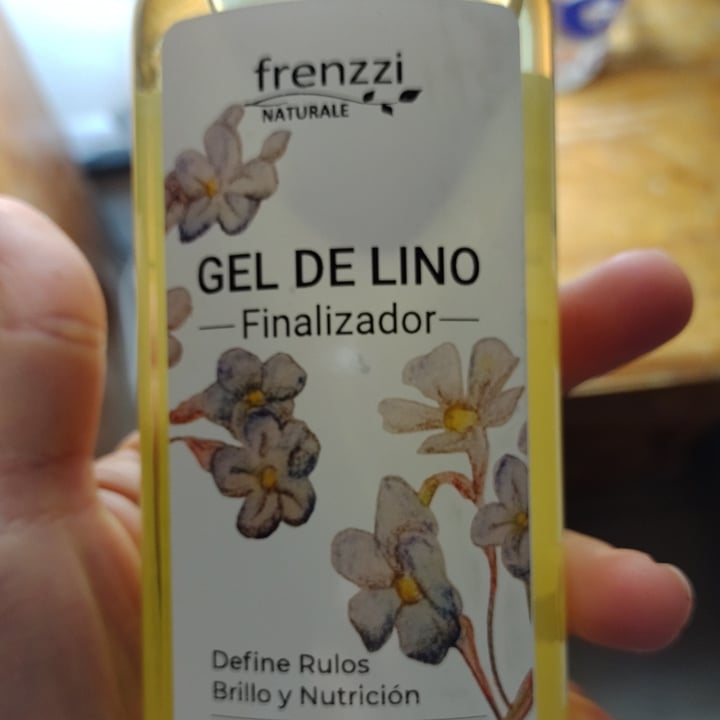 frenzzi
NATURALE
GEL DE LINO
Finalizador
Define Rulos
Brillo y Nutrición